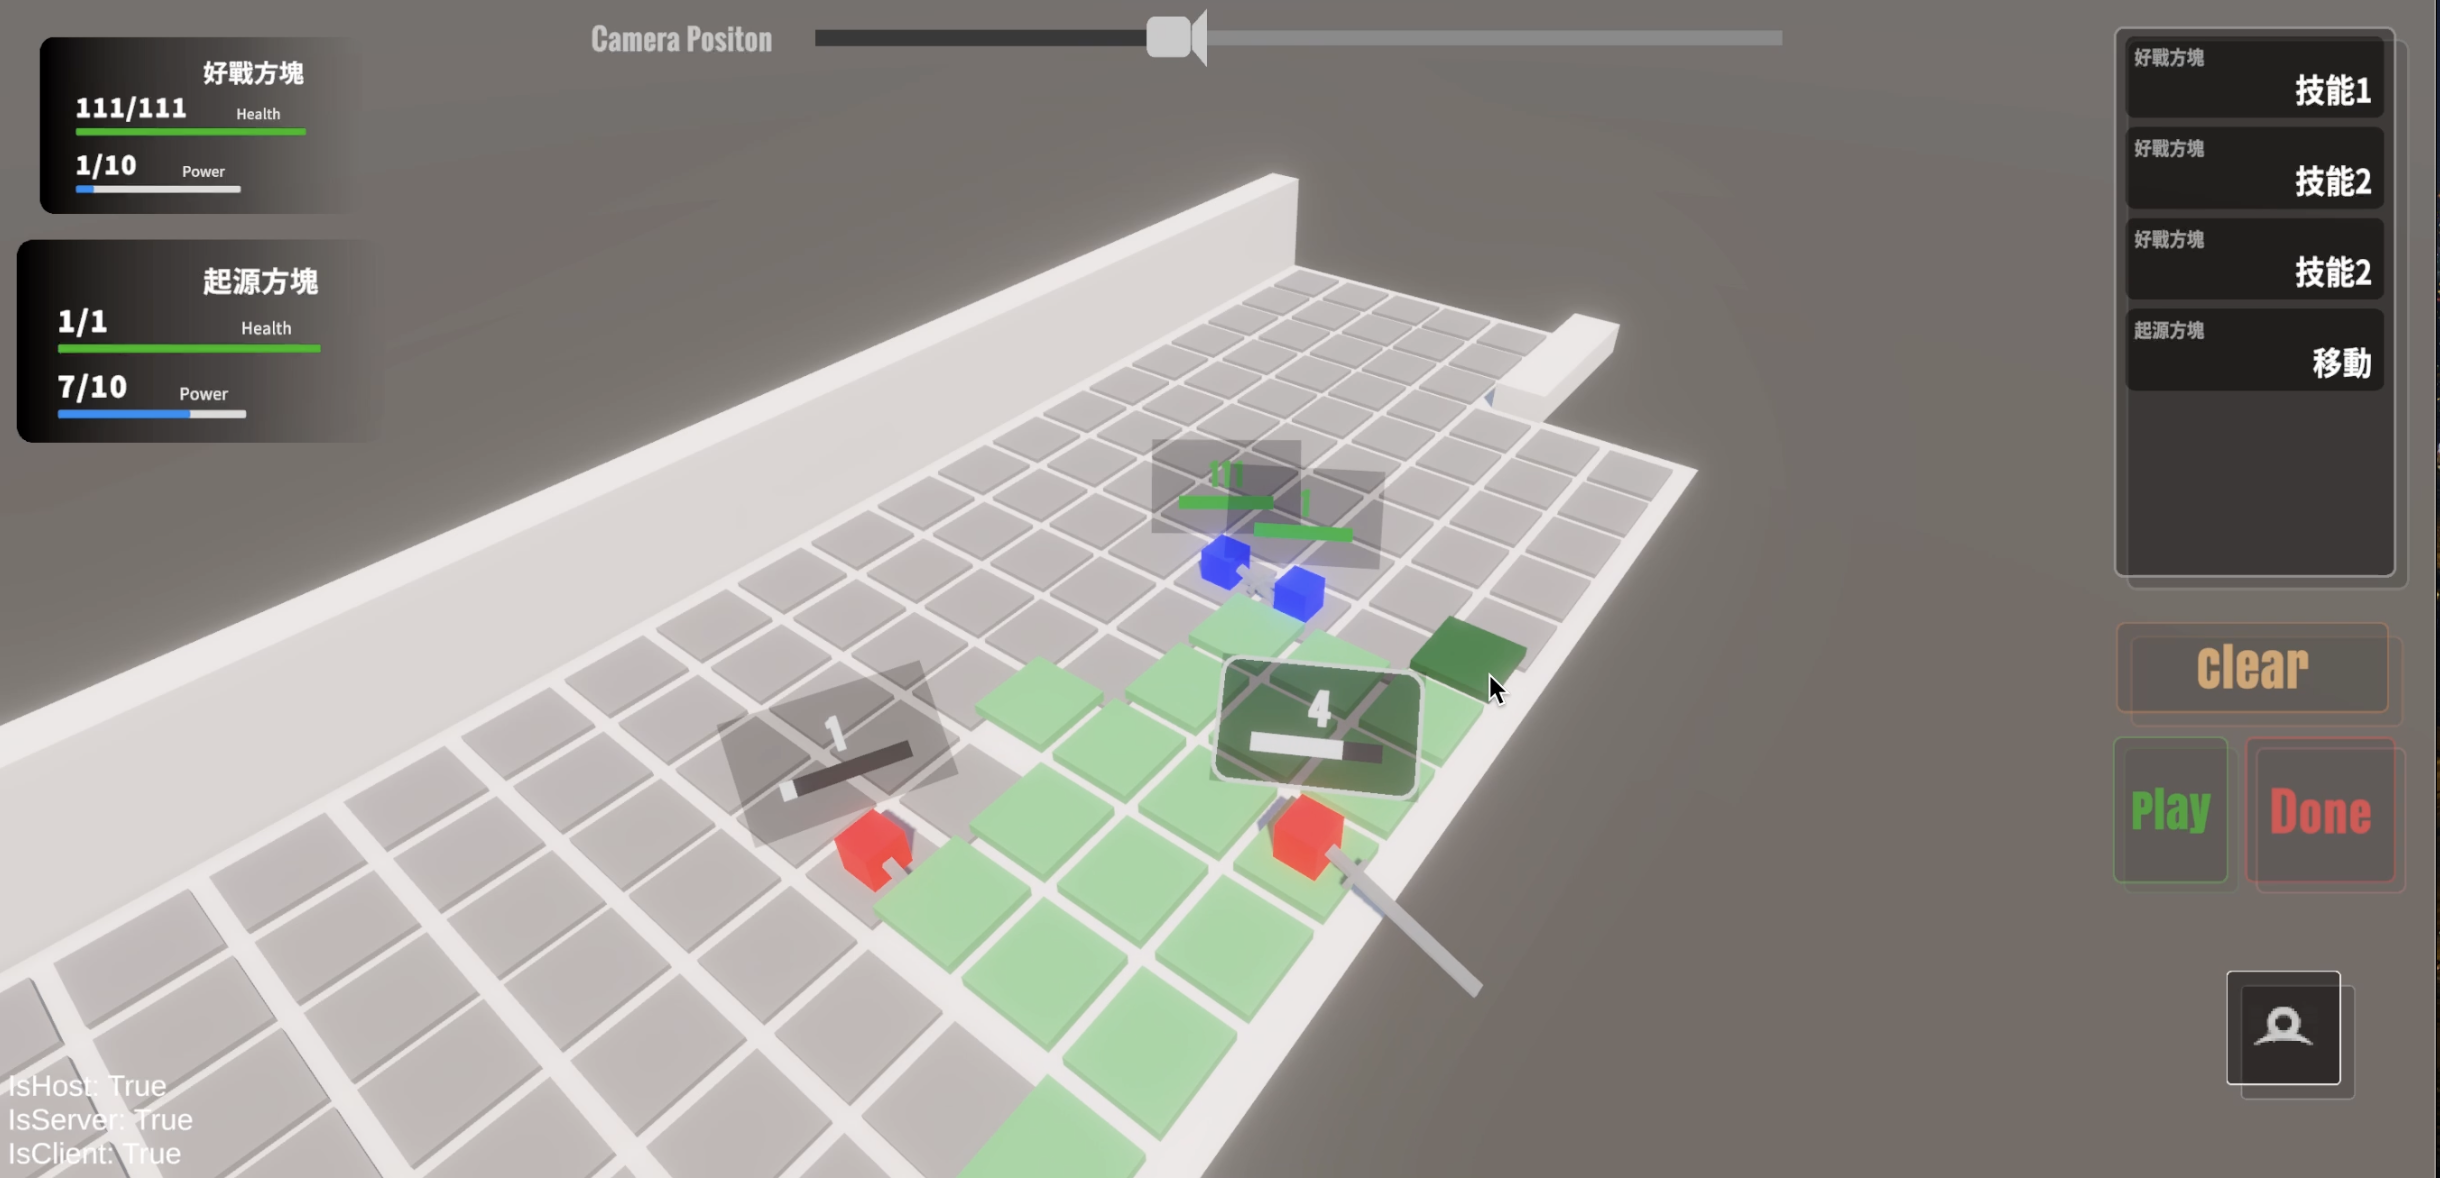 Camera Positon
好戰方塊
111/111 Health
1/10 Power
起源方塊
1/1 Health
7/10 Power
好戰方塊
技能1
好戰方塊
技能2
好戰方塊
技能2
起源方塊
移動
111
1
1
4
Clear
Play
Done
IsHost: True
IsServer: True
IsClient: True